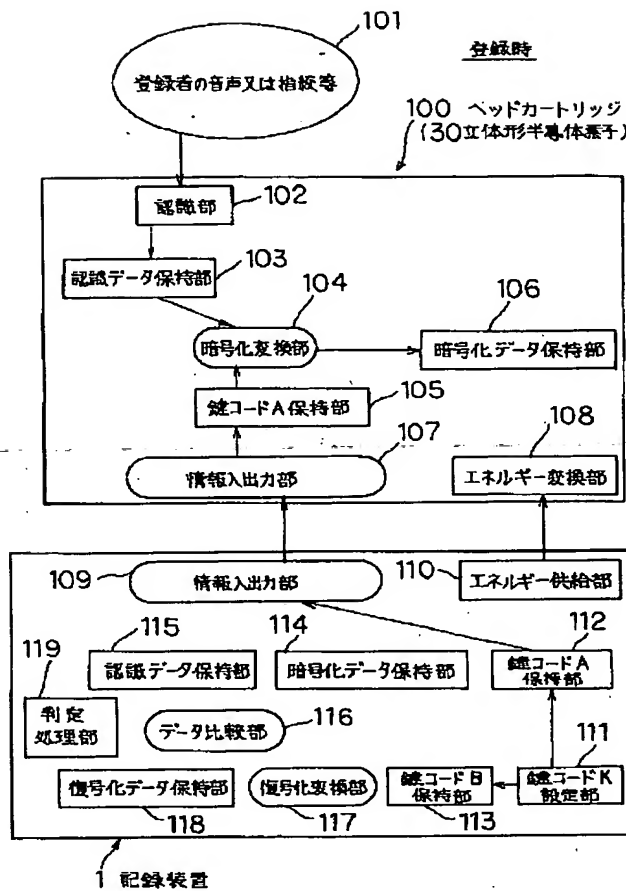 101
登録時
登録者の音声又は指紋等
100 ヘッドカートリッジ
(30立体形半導体素子)
認識部
102
認識データ保持部
103
104
106
暗号化変換部
暗号化データ保持部
鍵コードA保持部
105
107
108
情報入出力部
エネルギー変換部
109
情報入出力部
110
エネルギー供給部
115
114
112
119
認識データ保持部
暗号化データ保持部
鍵コードA
保持部
判定
処理部
データ比較部
116
111
復号化データ保持部
118
復号化変換部
117
鍵コードB
保持部
113
鍵コードK
設定部
1 記録装置